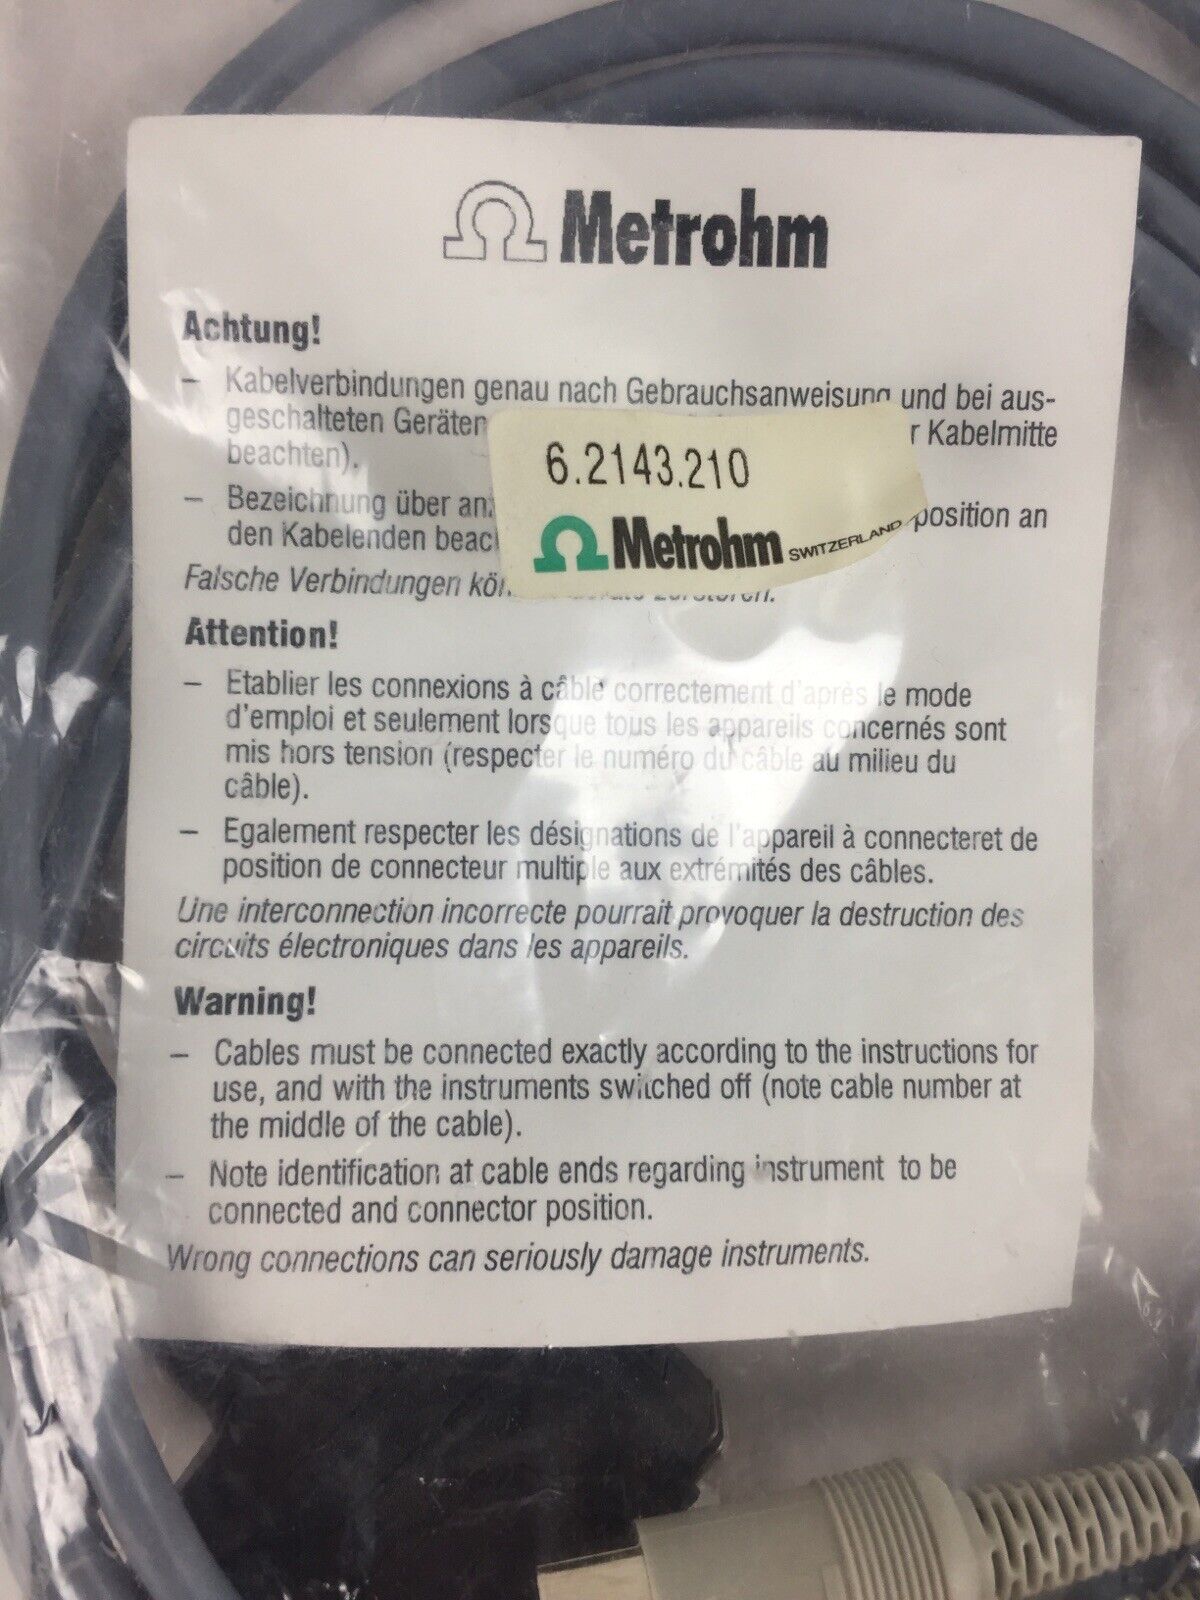 Metrohm
Achtung!
– Kabelverbindungen genau nach Gebrauchsanweisung und bei aus-
geschalteten Geräten r Kabelmitte
beachten).
– Bezeichnung über position an
den Kabelenden
Falsche Verbindungen zerstören.
6.2143.210
Metrohm SWITZERLAND
Attention!
– Etablier les connexions à câble correctement d'après le mode
d'emploi et seulement lorsque tous les appareils concernés sont
mis hors tension (respecter le numéro du câble au milieu du
câble).
– Egalement respecter les désignations de l'appareil à connecteret de
position de connecteur multiple aux extrémités des câbles.
Une interconnection incorrecte pourrait provoquer la destruction des
circuits électroniques dans les appareils.
Warning!
– Cables must be connected exactly according to the instructions for
use, and with the instruments switched off (note cable number at
the middle of the cable).
– Note identification at cable ends regarding instrument to be
connected and connector position.
Wrong connections can seriously damage instruments.